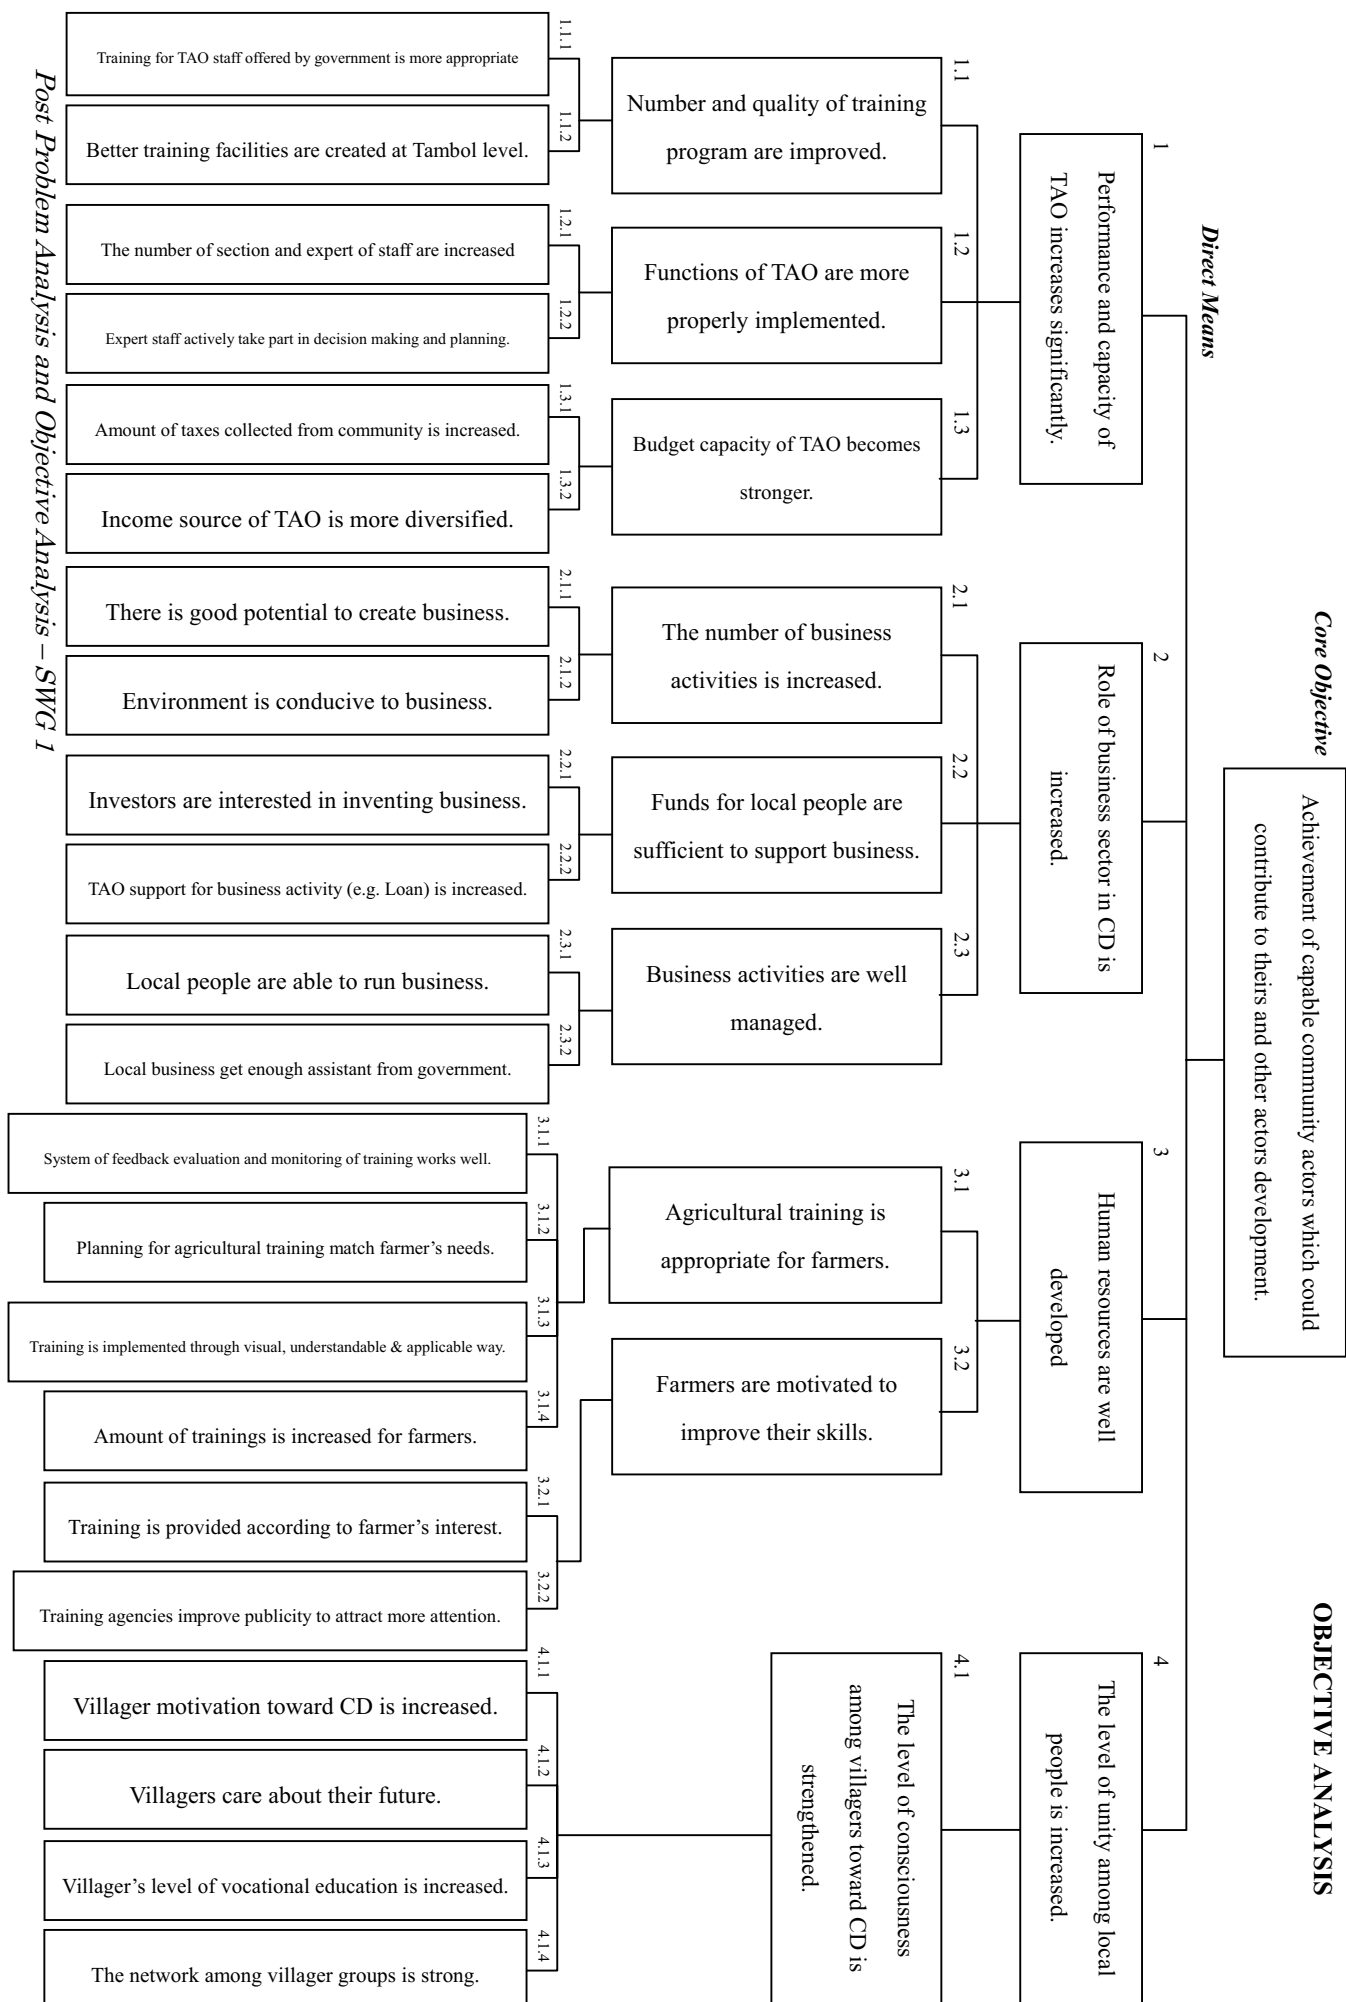 OBJECTIVE ANALYSIS
Core Objective
Achievement of capable community actors which could
contribute to theirs and other actors development.
Direct Means
1
Performance and capacity of
TAO increases significantly.
2
Role of business sector in CD is
increased.
3
Human resources are well
developed
4
The level of unity among local
people is increased.
1.1
Number and quality of training
program are improved.
1.2
Functions of TAO are more
properly implemented.
1.3
Budget capacity of TAO becomes
stronger.
2.1
The number of business
activities is increased.
2.2
Funds for local people are
sufficient to support business.
2.3
Business activities are well
managed.
3.1
Agricultural training is
appropriate for farmers.
3.2
Farmers are motivated to
improve their skills.
4.1
The level of consciousness
among villagers toward CD is
strengthened.
1.1.1
Training for TAO staff offered by government is more appropriate
1.1.2
Better training facilities are created at Tambol level.
1.2.1
The number of section and expert of staff are increased
1.2.2
Expert staff actively take part in decision making and planning.
1.3.1
Amount of taxes collected from community is increased.
1.3.2
Income source of TAO is more diversified.
2.1.1
There is good potential to create business.
2.1.2
Environment is conducive to business.
2.2.1
Investors are interested in inventing business.
2.2.2
TAO support for business activity (e.g. Loan) is increased.
2.3.1
Local people are able to run business.
2.3.2
Local business get enough assistant from government.
3.1.1
System of feedback evaluation and monitoring of training works well.
3.1.2
Planning for agricultural training match farmer’s needs.
3.1.3
Training is implemented through visual, understandable & applicable way.
3.1.4
Amount of trainings is increased for farmers.
3.2.1
Training is provided according to farmer’s interest.
3.2.2
Training agencies improve publicity to attract more attention.
4.1.1
Villager motivation toward CD is increased.
4.1.2
Villagers care about their future.
4.1.3
Villager’s level of vocational education is increased.
4.1.4
The network among villager groups is strong.
Post Problem Analysis and Objective Analysis – SWG 1